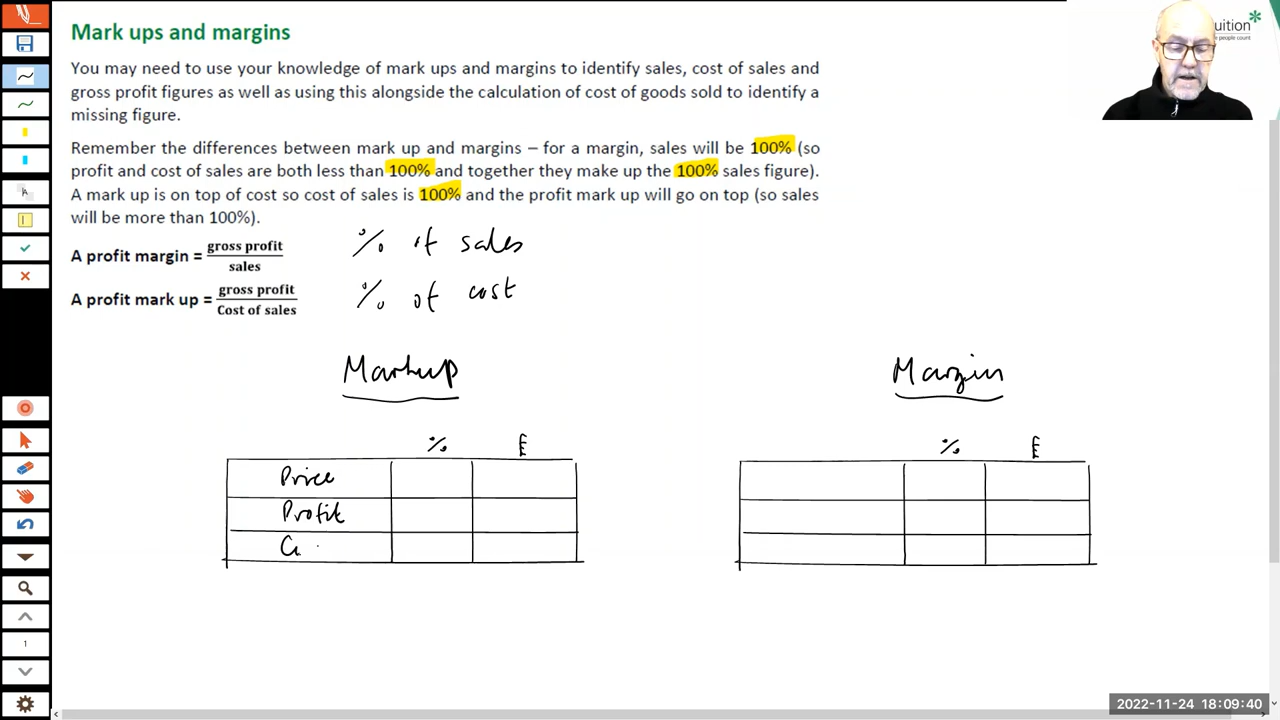 Mark ups and margins
uition*
e people count
You may need to use your knowledge of mark ups and margins to identify sales, cost of sales and
gross profit figures as well as using this alongside the calculation of cost of goods sold to identify a
missing figure.
Remember the differences between mark up and margins – for a margin, sales will be 100% (so
profit and cost of sales are both less than 100% and together they make up the 100% sales figure).
A mark up is on top of cost so cost of sales is 100% and the profit mark up will go on top (so sales
will be more than 100%).
A profit margin = gross profit
sales
% of sales
A profit mark up = gross profit
Cost of sales
% of cost
Markup
Margin
% £
% £
Price
Profit
1
2022-11-24 18:09:40